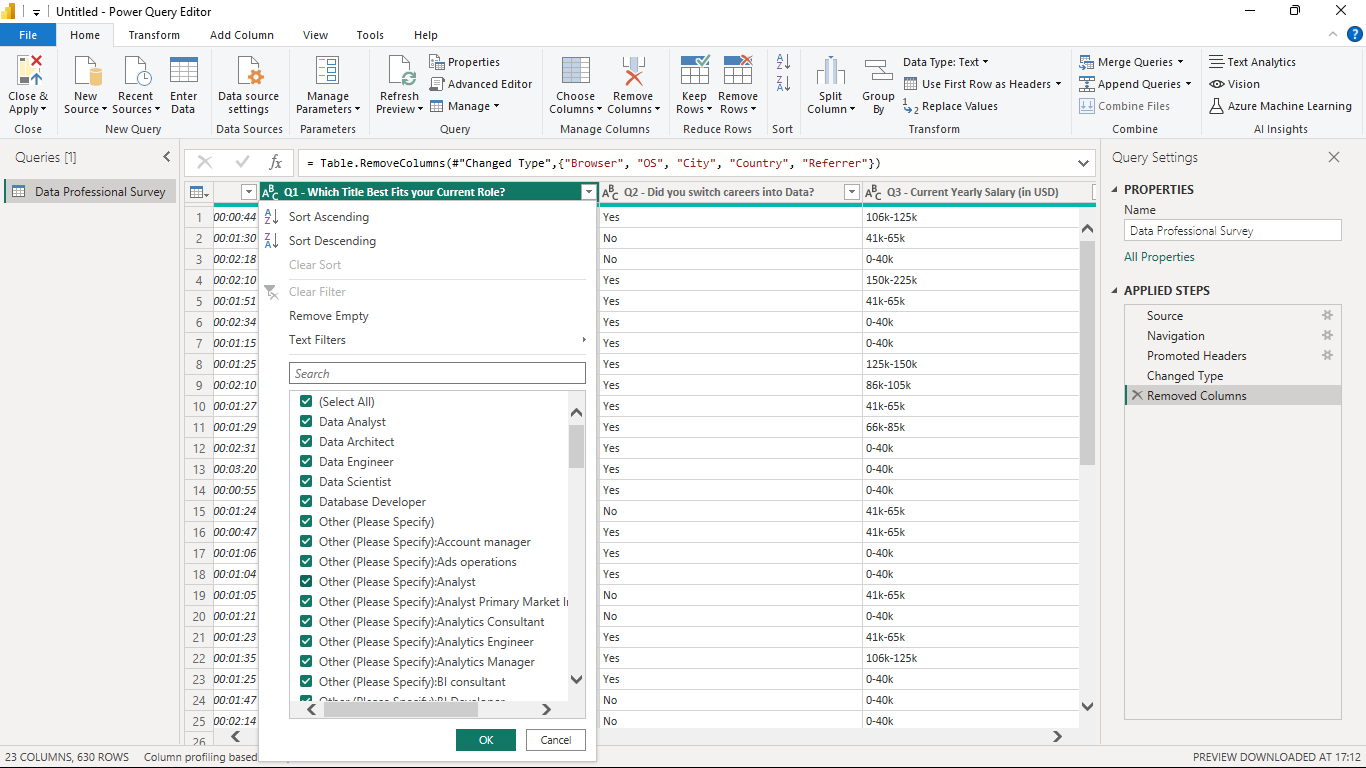 Untitled - Power Query Editor
File Home Transform Add Column View Tools Help
?
Close & Apply
Close
New Source
Recent Sources
Enter Data
New Query
Data source settings
Data Sources
Manage Parameters
Parameters
Refresh Preview
Properties
Advanced Editor
Manage
Query
Choose Columns
Remove Columns
Manage Columns
Keep Rows
Remove Rows
Reduce Rows
Sort
Split Column
Group By
Data Type: Text
Use First Row as Headers
Replace Values
Transform
Merge Queries
Append Queries
Combine Files
Combine
Text Analytics
Vision
Azure Machine Learning
AI Insights
Queries [1]
Data Professional Survey
fx
= Table.RemoveColumns(#"Changed Type",{"Browser", "OS", "City", "Country", "Referrer"})
ABC Q1 - Which Title Best Fits your Current Role? ABC Q2 - Did you switch careers into Data? ABC Q3 - Current Yearly Salary (in USD)
1 00:00:44 Yes 106k-125k
2 00:01:30 No 41k-65k
3 00:02:18 No 0-40k
4 00:02:10 Yes 150k-225k
5 00:01:51 Yes 41k-65k
6 00:02:34 Yes 0-40k
7 00:01:15 Yes 0-40k
8 00:01:25 Yes 125k-150k
9 00:02:10 Yes 86k-105k
10 00:01:27 Yes 41k-65k
11 00:01:29 Yes 66k-85k
12 00:02:31 Yes 0-40k
13 00:03:20 Yes 0-40k
14 00:00:55 Yes 0-40k
15 00:01:24 No 41k-65k
16 00:00:47 Yes 41k-65k
17 00:01:06 Yes 0-40k
18 00:01:04 Yes 0-40k
19 00:01:05 No 41k-65k
20 00:01:21 No 0-40k
21 00:01:23 Yes 41k-65k
22 00:01:35 Yes 106k-125k
23 00:01:25 Yes 0-40k
24 00:01:47 No 0-40k
25 00:02:14 No 0-40k
26
Sort Ascending
Sort Descending
Clear Sort
Clear Filter
Remove Empty
Text Filters
Search
(Select All)
Data Analyst
Data Architect
Data Engineer
Data Scientist
Database Developer
Other (Please Specify)
Other (Please Specify):Account manager
Other (Please Specify):Ads operations
Other (Please Specify):Analyst
Other (Please Specify):Analyst Primary Market
Other (Please Specify):Analytics Consultant
Other (Please Specify):Analytics Engineer
Other (Please Specify):Analytics Manager
Other (Please Specify):BI consultant
Other (Please Specify):BI Developer
OK Cancel
Query Settings
PROPERTIES
Name
Data Professional Survey
All Properties
APPLIED STEPS
Source
Navigation
Promoted Headers
Changed Type
Removed Columns
23 COLUMNS, 630 ROWS Column profiling based
PREVIEW DOWNLOADED AT 17:12